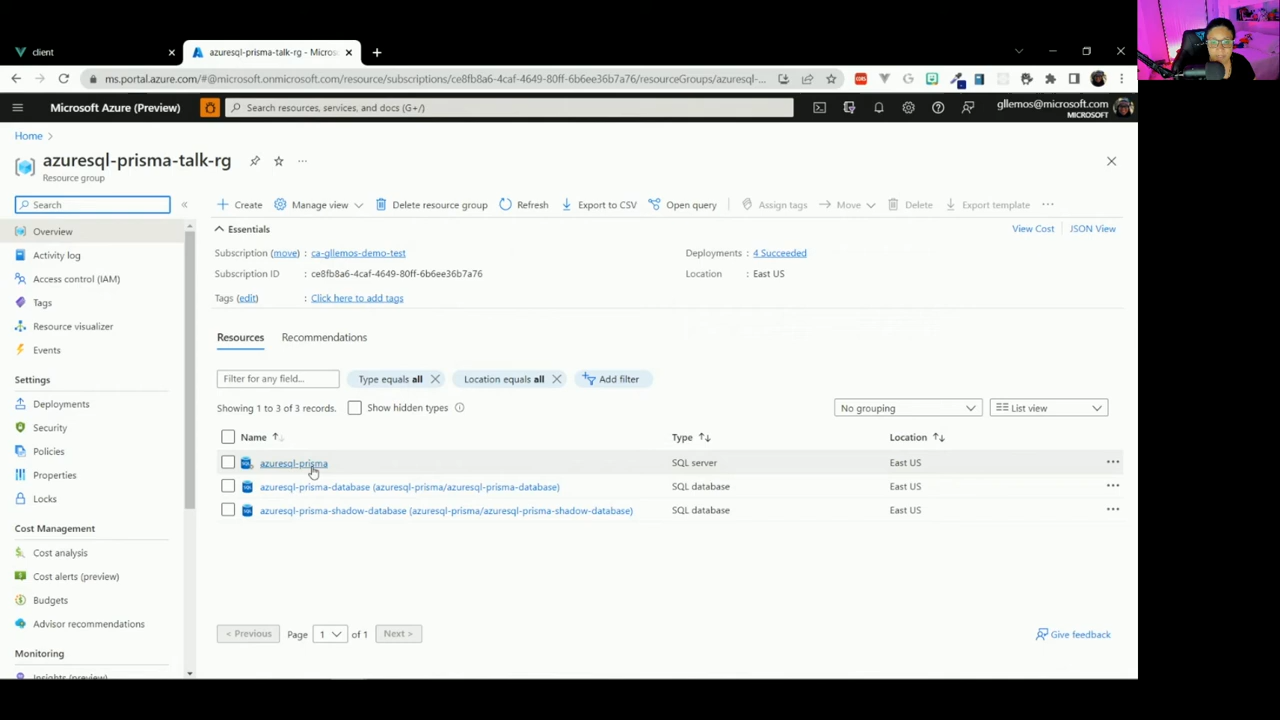 client
azuresql-prisma-talk-rg - Micros
ms.portal.azure.com/#@microsoft.onmicrosoft.com/resource/subscriptions/ce8fb8a6-4caf-4649-80ff-6b6ee36b7a76/resourceGroups/azuresql-...
Microsoft Azure (Preview)
Search resources, services, and docs (G+/)
gllemos@microsoft.com
MICROSOFT
Home >
azuresql-prisma-talk-rg
Resource group
Search
Create
Manage view
Delete resource group
Refresh
Export to CSV
Open query
Assign tags
Move
Delete
Export template
Overview
Activity log
Access control (IAM)
Tags
Resource visualizer
Events
Settings
Deployments
Security
Policies
Properties
Locks
Cost Management
Cost analysis
Cost alerts (preview)
Budgets
Advisor recommendations
Monitoring
Insights (preview)
Essentials
View Cost
JSON View
Subscription (move) : ca-gllemos-demo-test
Deployments : 4 Succeeded
Subscription ID : ce8fb8a6-4caf-4649-80ff-6b6ee36b7a76
Location : East US
Tags (edit) : Click here to add tags
Resources
Recommendations
Filter for any field...
Type equals all
Location equals all
Add filter
Showing 1 to 3 of 3 records.
Show hidden types
No grouping
List view
Name
Type
Location
azuresql-prisma
SQL server
East US
azuresql-prisma-database (azuresql-prisma/azuresql-prisma-database)
SQL database
East US
azuresql-prisma-shadow-database (azuresql-prisma/azuresql-prisma-shadow-database)
SQL database
East US
< Previous
Page
1
of 1
Next >
Give feedback